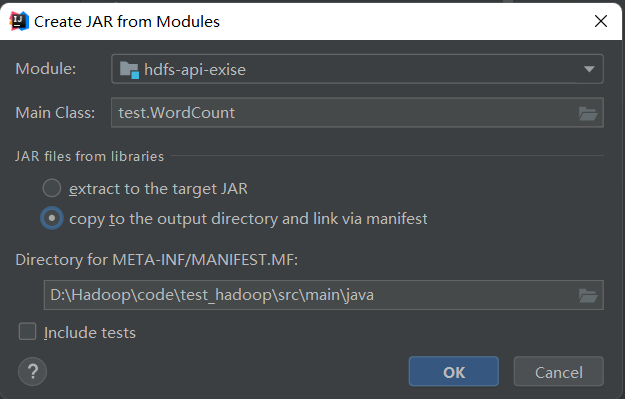 Create JAR from Modules
Module: hdfs-api-exise
Main Class: test.WordCount
JAR files from libraries
extract to the target JAR
copy to the output directory and link via manifest
Directory for META-INF/MANIFEST.MF:
D:\Hadoop\code\test_hadoop\src\main\java
Include tests
? OK Cancel